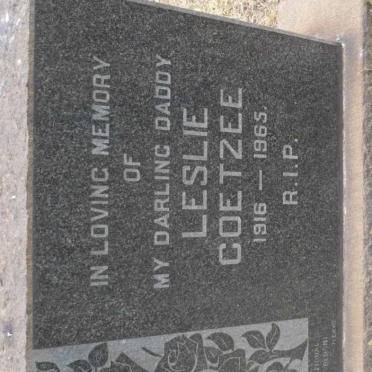 IN LOVING MEMORY
OF
MY DARLING DADDY
LESLIE
COETZEE
1916 — 1965.
R.I.P.